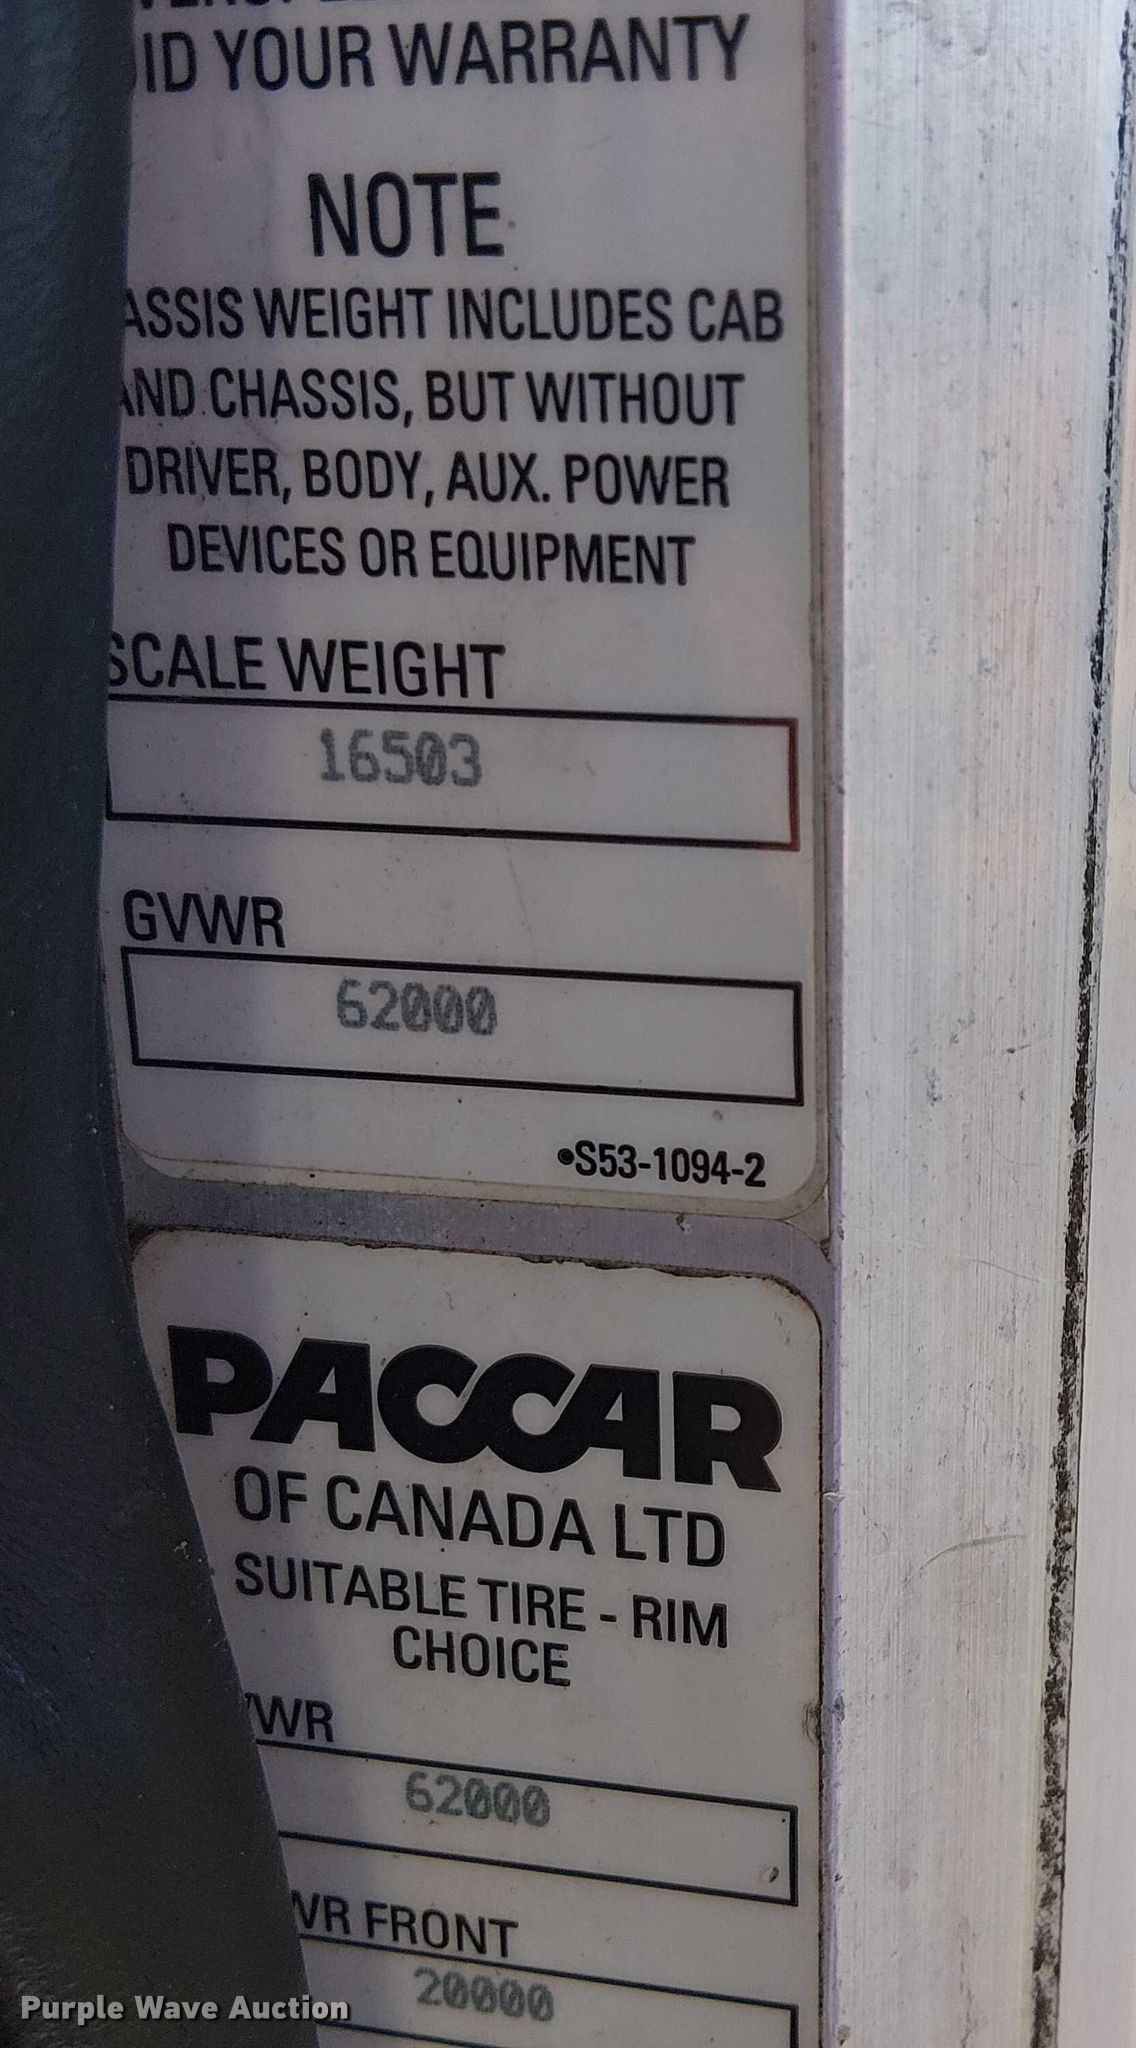 ID YOUR WARRANTY
NOTE
ASSIS WEIGHT INCLUDES CAB
AND CHASSIS, BUT WITHOUT
DRIVER, BODY, AUX. POWER
DEVICES OR EQUIPMENT
SCALE WEIGHT
16503
GVWR
62000
•S53-1094-2
PACCAR
OF CANADA LTD
SUITABLE TIRE - RIM
CHOICE
VWR
62000
WR FRONT
20000
Purple Wave Auction